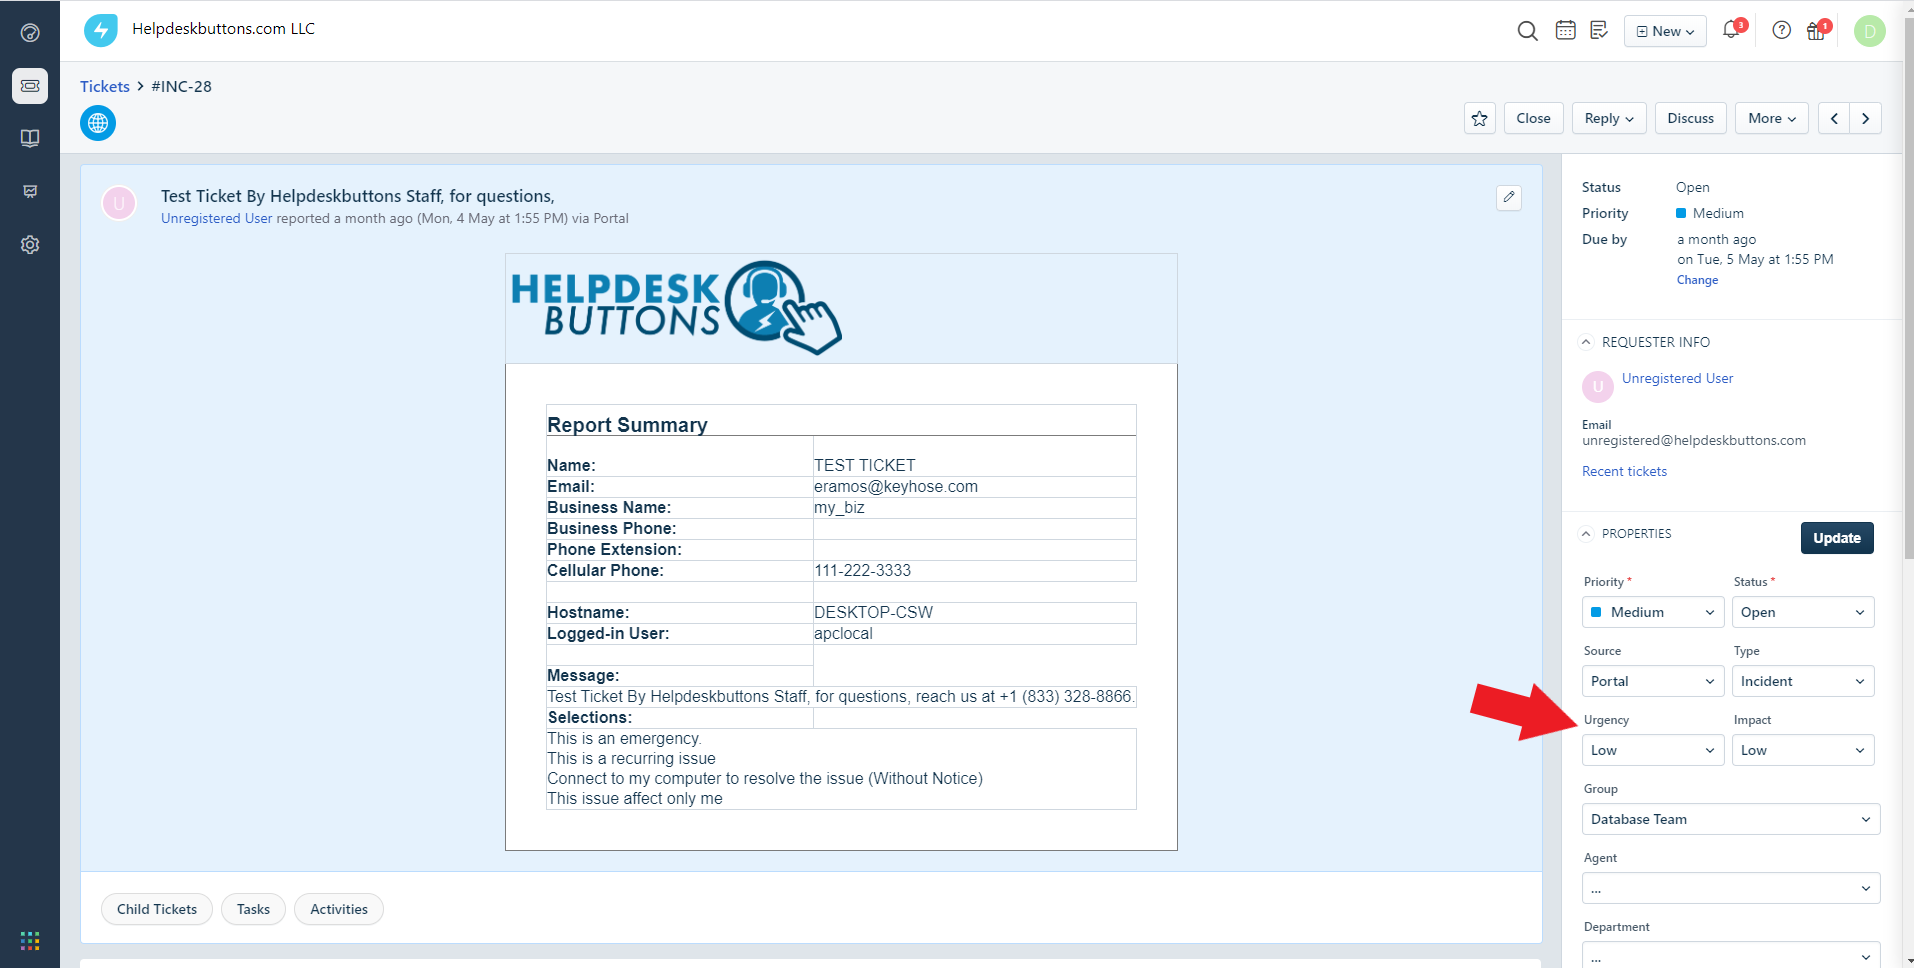 Helpdeskbuttons.com LLC
New
3
1
D
Tickets > #INC-28
Close
Reply
Discuss
More
U
Test Ticket By Helpdeskbuttons Staff, for questions,
Unregistered User reported a month ago (Mon, 4 May at 1:55 PM) via Portal
HELPDESK
BUTTONS
Report Summary
Name: TEST TICKET
Email: eramos@keyhose.com
Business Name: my_biz
Business Phone:
Phone Extension:
Cellular Phone: 111-222-3333
Hostname: DESKTOP-CSW
Logged-in User: apclocal
Message:
Test Ticket By Helpdeskbuttons Staff, for questions, reach us at +1 (833) 328-8866.
Selections:
This is an emergency.
This is a recurring issue
Connect to my computer to resolve the issue (Without Notice)
This issue affect only me
Child Tickets
Tasks
Activities
Status Open
Priority Medium
Due by a month ago
on Tue, 5 May at 1:55 PM
Change
REQUESTER INFO
U
Unregistered User
Email
unregistered@helpdeskbuttons.com
Recent tickets
PROPERTIES
Update
Priority * Status *
Medium Open
Source Type
Portal Incident
Urgency Impact
Low Low
Group
Database Team
Agent
...
Department
...